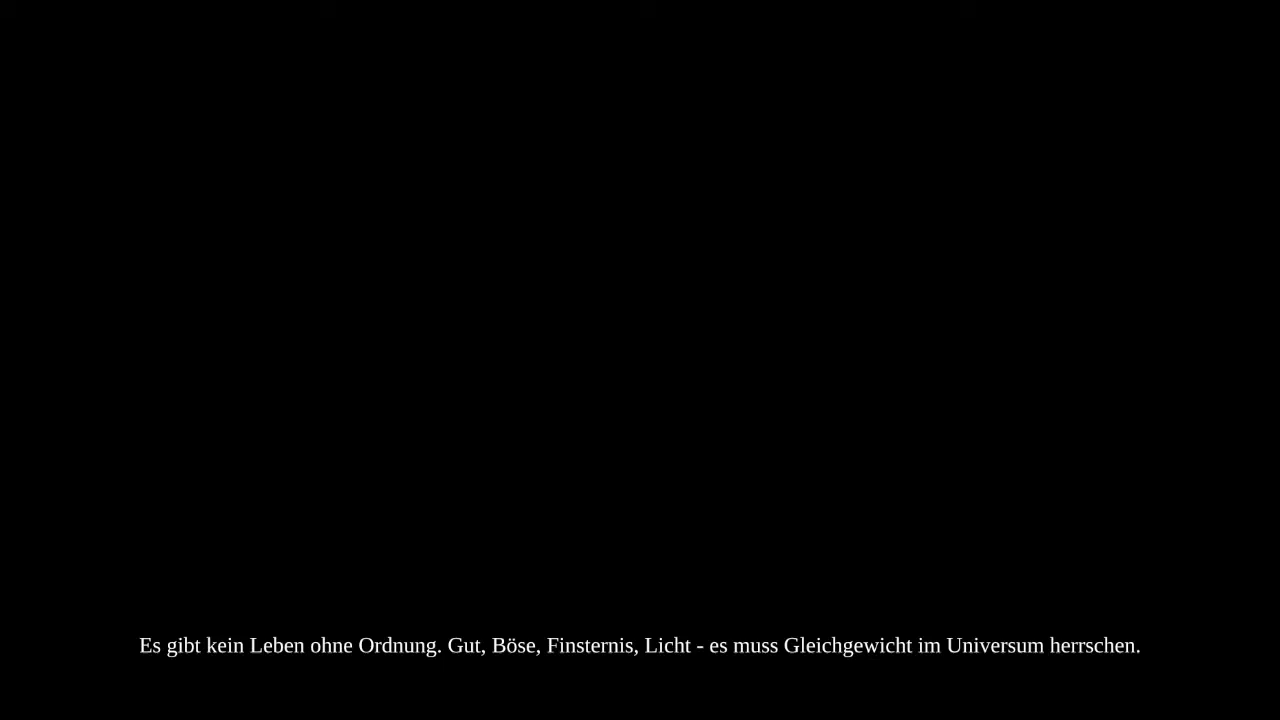 Es gibt kein Leben ohne Ordnung. Gut, Böse, Finsternis, Licht - es muss Gleichgewicht im Universum herrschen.